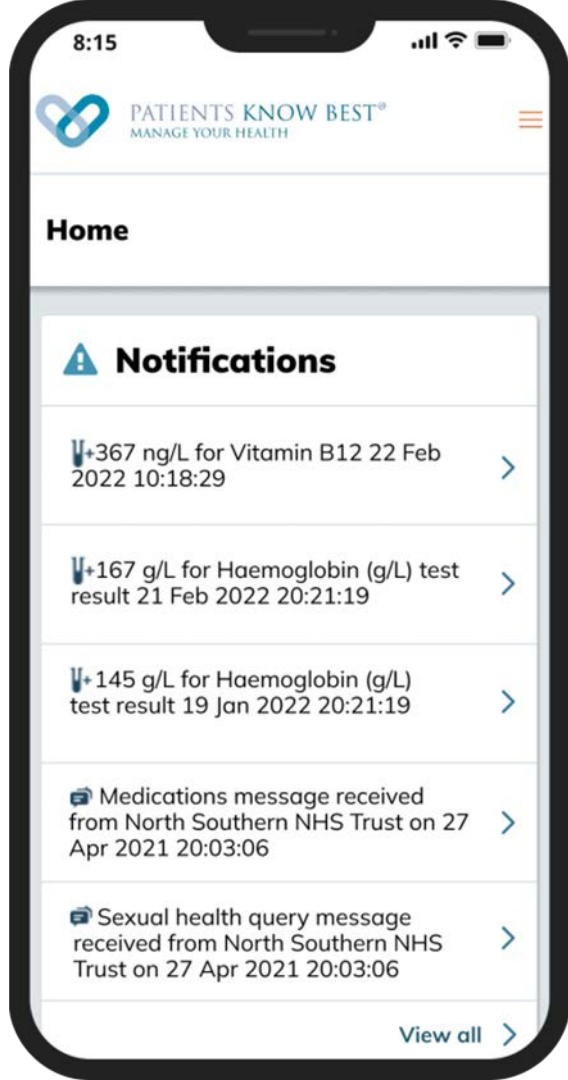 8:15
PATIENTS KNOW BEST®
MANAGE YOUR HEALTH
Home
Notifications
+367 ng/L for Vitamin B12 22 Feb
2022 10:18:29
+167 g/L for Haemoglobin (g/L) test
result 21 Feb 2022 20:21:19
+145 g/L for Haemoglobin (g/L)
test result 19 Jan 2022 20:21:19
Medications message received
from North Southern NHS Trust on 27
Apr 2021 20:03:06
Sexual health query message
received from North Southern NHS
Trust on 27 Apr 2021 20:03:06
View all